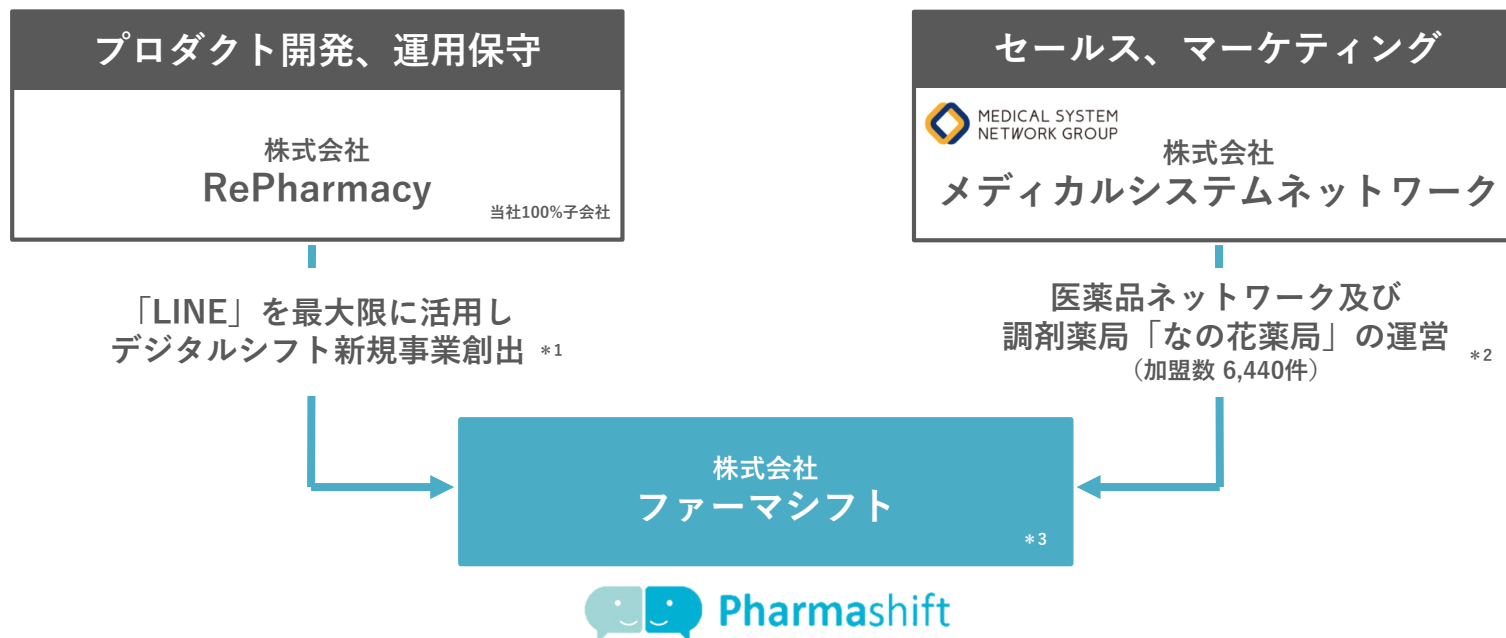 プロダクト開発、運用保守
株式会社
RePharmacy
当社100%子会社
「LINE」を最大限に活用し
デジタルシフト新規事業創出 *1
セールス、マーケティング
MEDICAL SYSTEM
NETWORK GROUP
株式会社
メディカルシステムネットワーク
医薬品ネットワーク及び
調剤薬局「なの花薬局」の運営
(加盟数 6,440件)
*2
株式会社
ファーマシフト
*3
Pharmashift